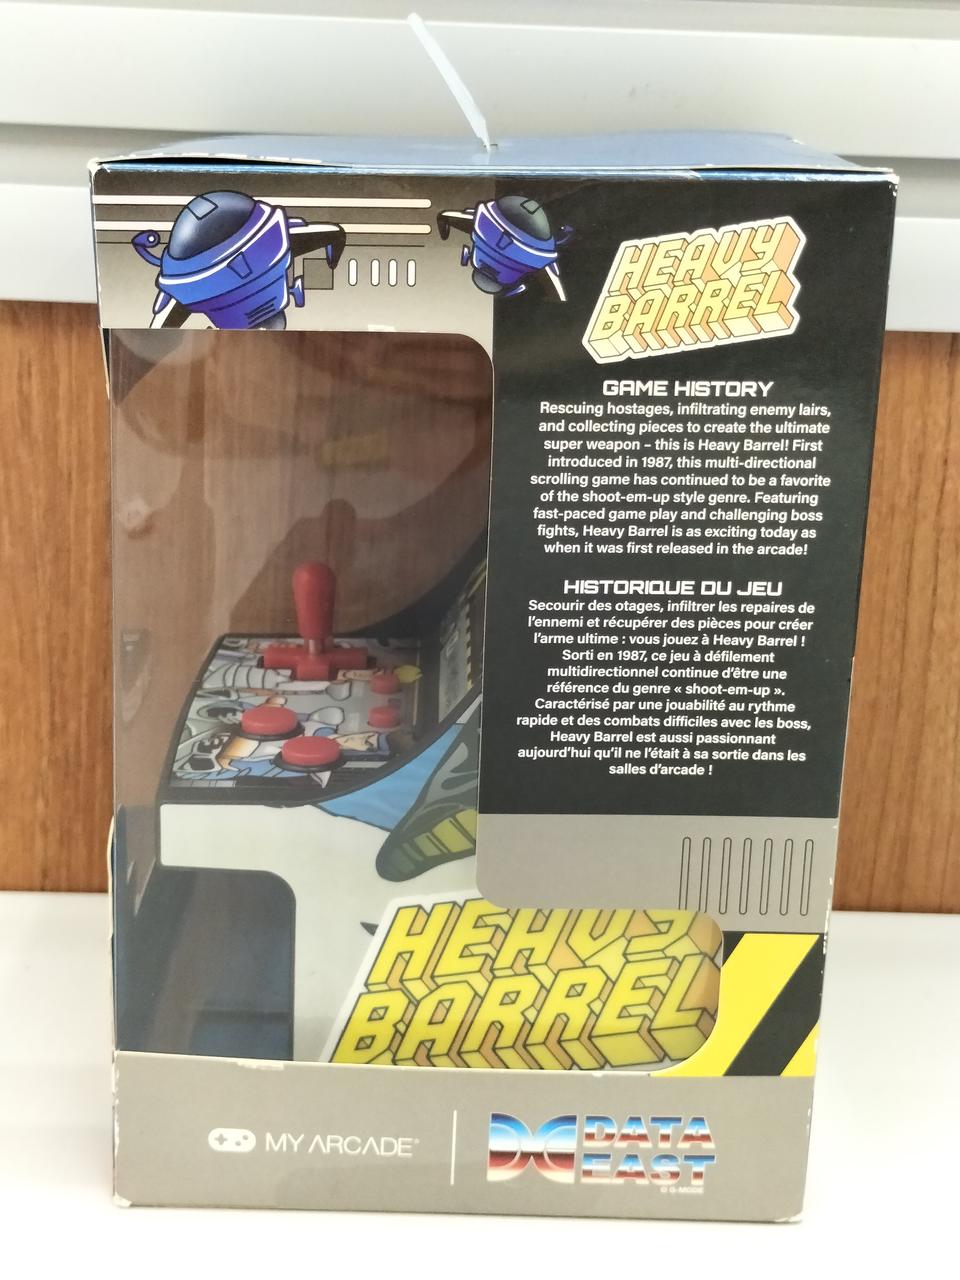 HEAVY
BARREL
GAME HISTORY
Rescuing hostages, infiltrating enemy lairs,
and collecting pieces to create the ultimate
super weapon – this is Heavy Barrel! First
introduced in 1987, this multi-directional
scrolling game has continued to be a favorite
of the shoot-em-up style genre. Featuring
fast-paced game play and challenging boss
fights, Heavy Barrel is as exciting today as
when it was first released in the arcade!
HISTORIQUE DU JEU
Secourir des otages, infiltrer les repaires de
l'ennemi et récupérer des pièces pour créer
l'arme ultime : vous jouez à Heavy Barrel !
Sorti en 1987, ce jeu à défilement
multidirectionnel continue d'être une
référence du genre « shoot-em-up ».
Caractérisé par une jouabilité au rythme
rapide et des combats difficiles avec les boss,
Heavy Barrel est aussi passionnant
aujourd'hui qu'il ne l'était à sa sortie dans les
salles d'arcade !
HEAVY
BARREL
MY ARCADE®
DATA
EAST
© G-MODE